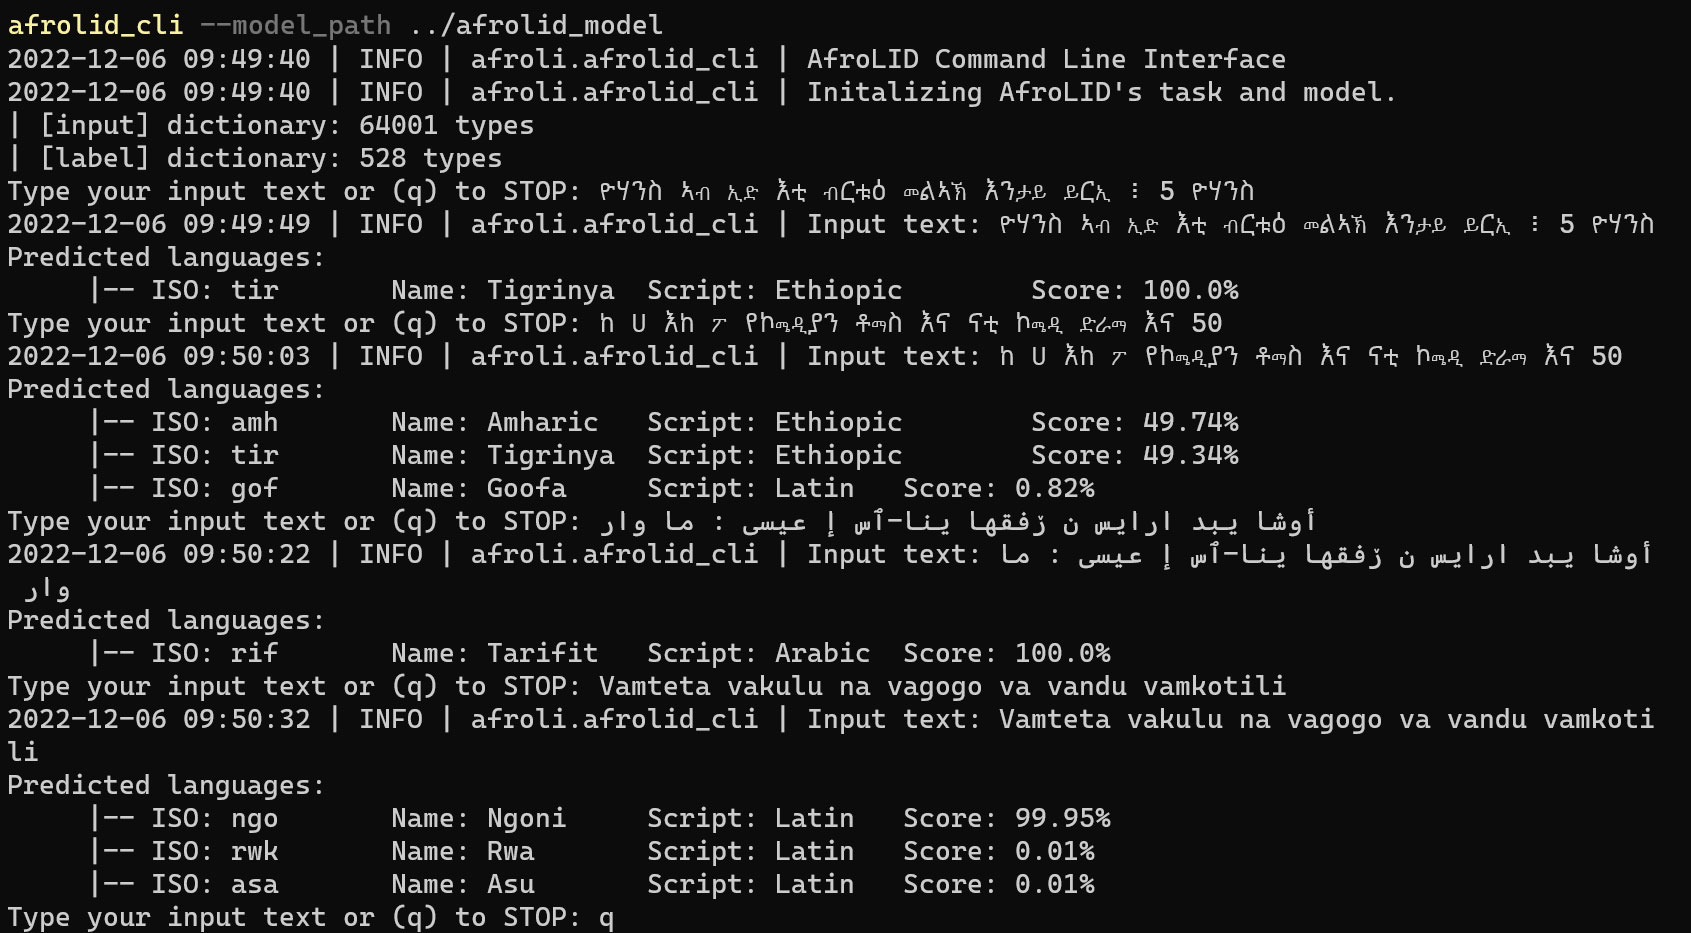 afrolid_cli --model_path ../afrolid_model
2022-12-06 09:49:40 | INFO | afroli.afrolid_cli | AfroLID Command Line Interface
2022-12-06 09:49:40 | INFO | afroli.afrolid_cli | Initalizing AfroLID's task and model.
| [input] dictionary: 64001 types
| [label] dictionary: 528 types
Type your input text or (q) to STOP: ዮሃንስ ኣብ ኢድ እቲ ብርቱዕ መልኣኽ እንታይ ይርኢ ፧ 5 ዮሃንስ
2022-12-06 09:49:49 | INFO | afroli.afrolid_cli | Input text: ዮሃንስ ኣብ ኢድ እቲ ብርቱዕ መልኣኽ እንታይ ይርኢ ፧ 5 ዮሃንስ
Predicted languages:
|-- ISO: tir Name: Tigrinya Script: Ethiopic Score: 100.0%
Type your input text or (q) to STOP: ከ ሀ እከ ፖ የኮሜዲያን ቶማስ እና ናቲ ኮሜዲ ድራማ እና 50
2022-12-06 09:50:03 | INFO | afroli.afrolid_cli | Input text: ከ ሀ እከ ፖ የኮሜዲያን ቶማስ እና ናቲ ኮሜዲ ድራማ እና 50
Predicted languages:
|-- ISO: amh Name: Amharic Script: Ethiopic Score: 49.74%
|-- ISO: tir Name: Tigrinya Script: Ethiopic Score: 49.34%
|-- ISO: gof Name: Goofa Script: Latin Score: 0.82%
Type your input text or (q) to STOP: أوشا يبد ارايس ن رّفقها ينا-ٱس إ عيسى : ما وار
2022-12-06 09:50:22 | INFO | afroli.afrolid_cli | Input text: أوشا يبد ارايس ن رّفقها ينا-ٱس إ عيسى : ما
وار
Predicted languages:
|-- ISO: rif Name: Tarifit Script: Arabic Score: 100.0%
Type your input text or (q) to STOP: Vamteta vakulu na vagogo va vandu vamkotili
2022-12-06 09:50:32 | INFO | afroli.afrolid_cli | Input text: Vamteta vakulu na vagogo va vandu vamkoti
li
Predicted languages:
|-- ISO: ngo Name: Ngoni Script: Latin Score: 99.95%
|-- ISO: rwk Name: Rwa Script: Latin Score: 0.01%
|-- ISO: asa Name: Asu Script: Latin Score: 0.01%
Type your input text or (q) to STOP: q